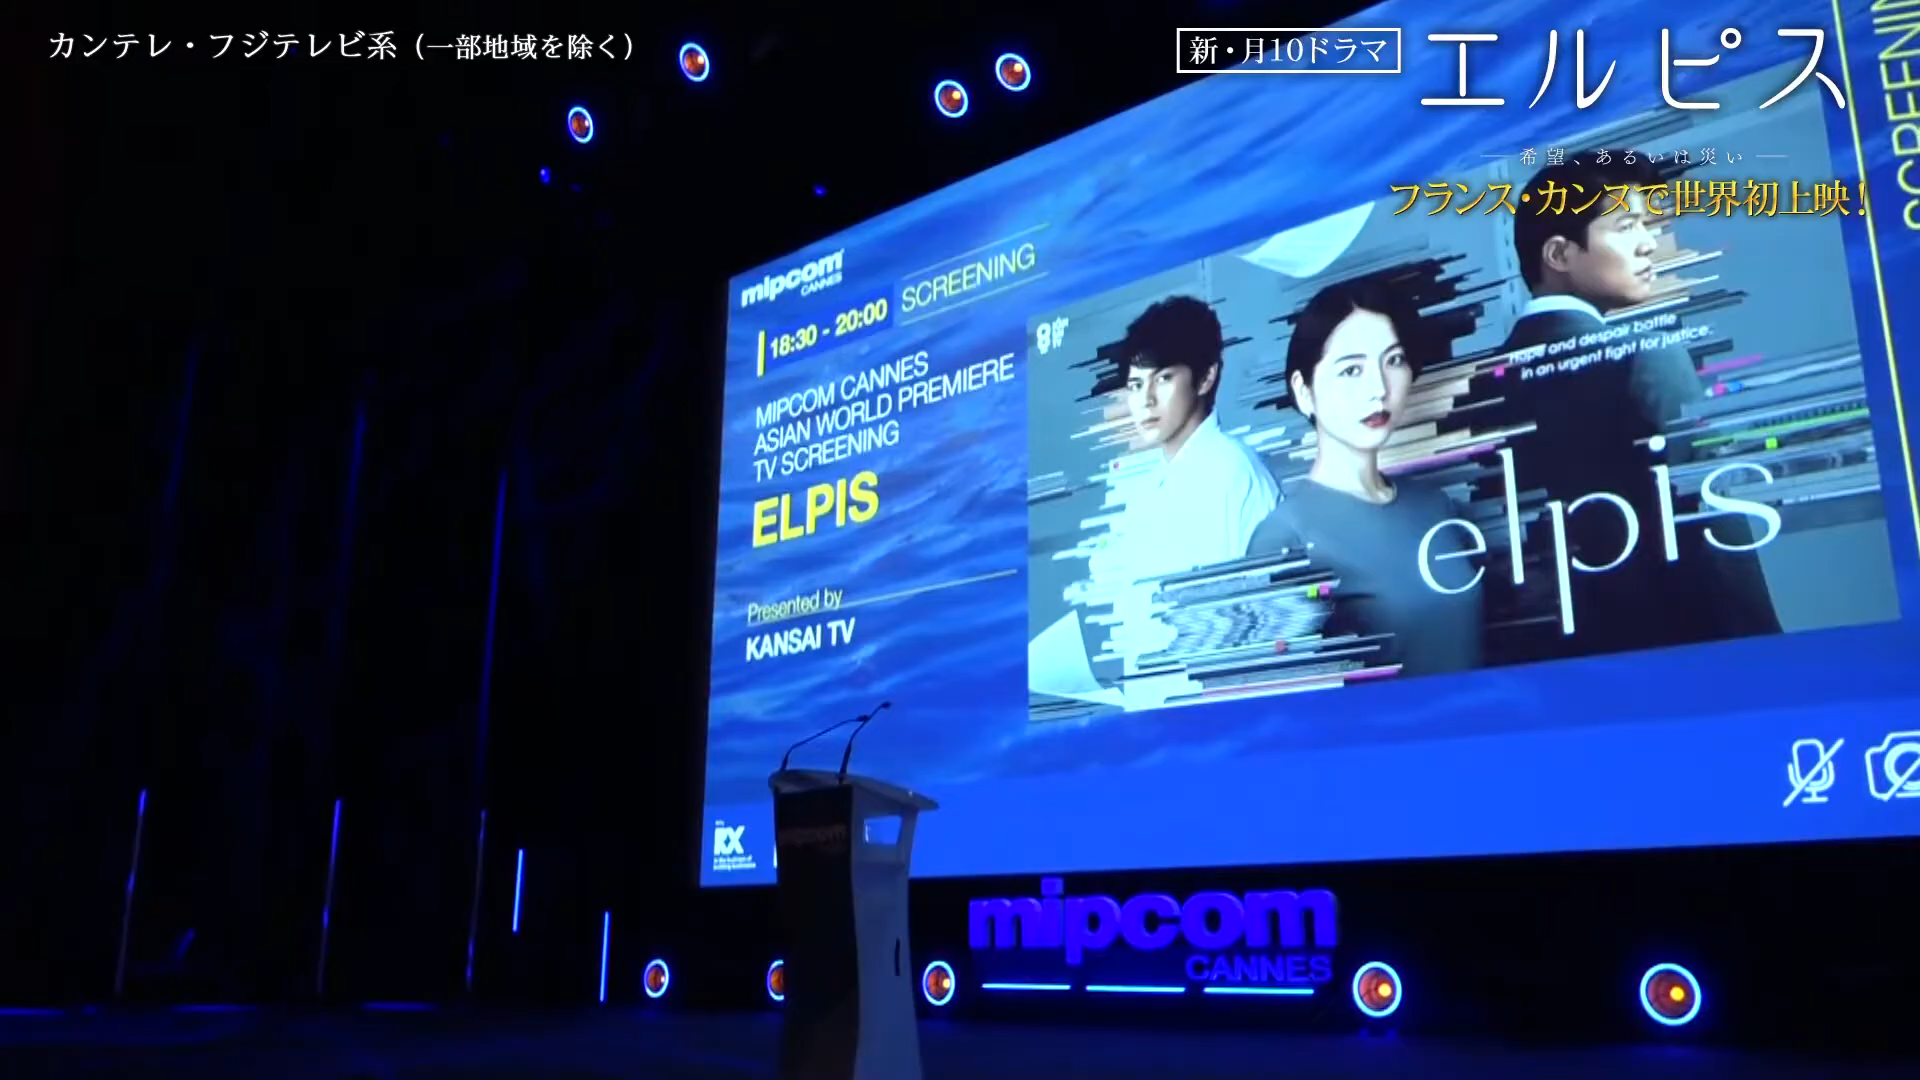 カンテレ・フジテレビ系（一部地域を除く）
新・月10ドラマ
エルピス
―希望、あるいは災い―
フランス・カンヌで世界初上映！
SCREENING
mipcom
CANNES
18:30 - 20:00
SCREENING
MIPCOM CANNES
ASIAN WORLD PREMIERE
TV SCREENING
ELPIS
Presented by
KANSAI TV
8
Hope and despair battle
in an urgent fight for justice.
elpis
RX
mipcom
mipcom
CANNES